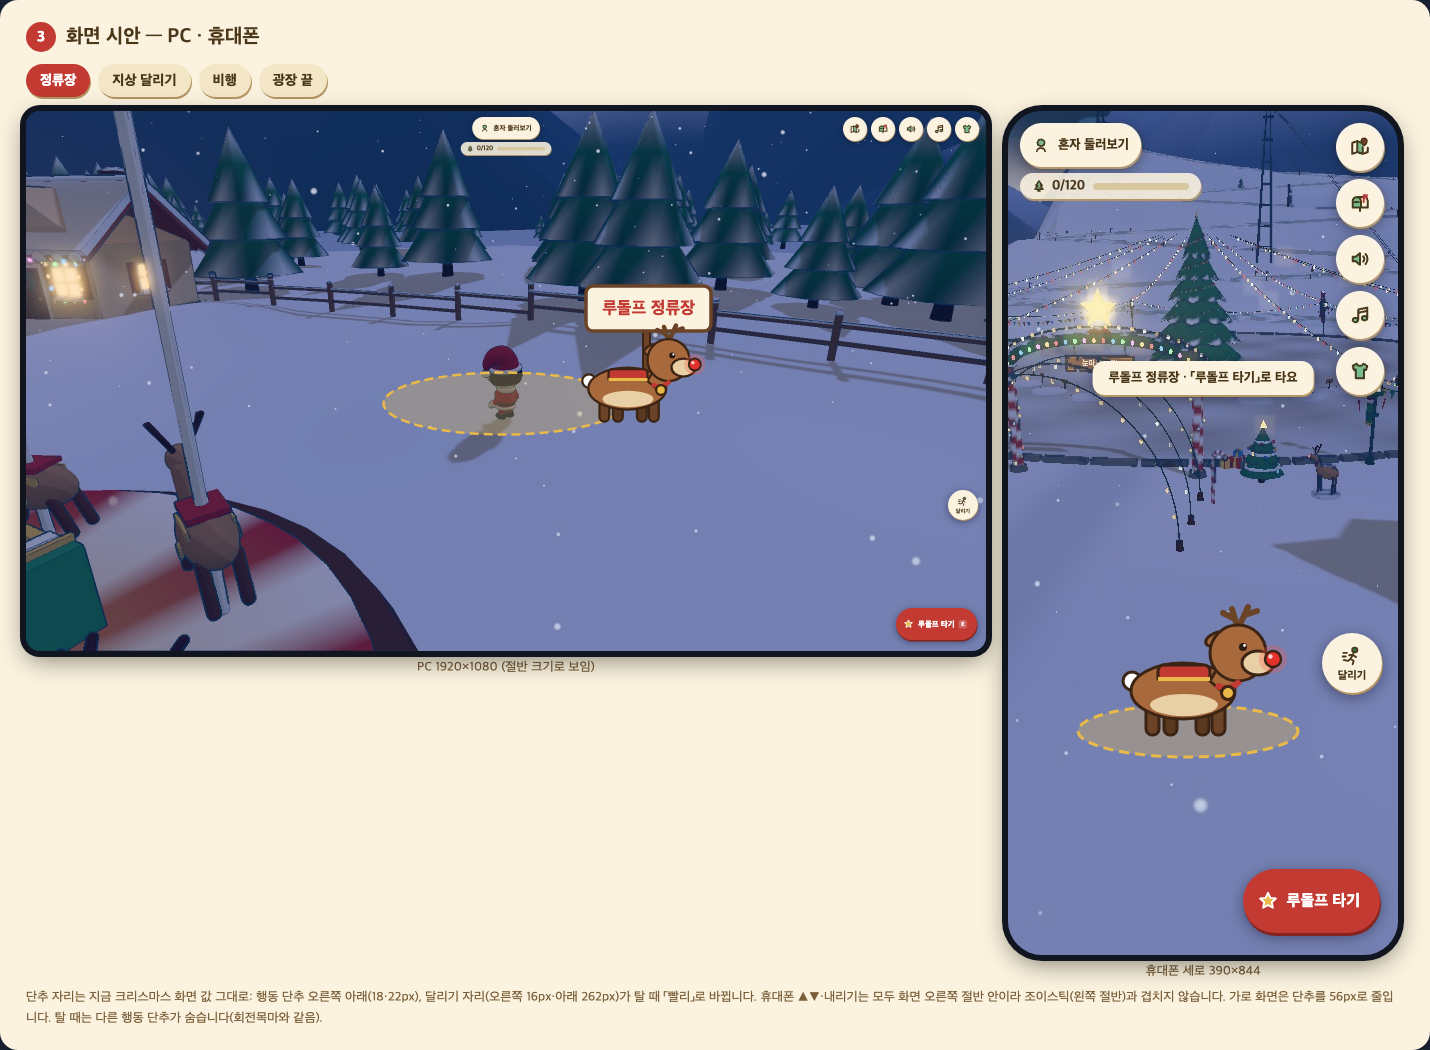 3 화면 시안 — PC · 휴대폰
정류장 지상 달리기 비행 광장 끝
혼자 둘러보기
0/120
루돌프 정류장
달리기
루돌프 타기 E
PC 1920×1080 (절반 크기로 보임)
혼자 둘러보기
0/120
루돌프 정류장 · 「루돌프 타기」로 타요
달리기
루돌프 타기
휴대폰 세로 390×844
단추 자리는 지금 크리스마스 화면 값 그대로: 행동 단추 오른쪽 아래(18·22px), 달리기 자리(오른쪽 16px·아래 262px)가 탈 때 「빨리」로 바뀝니다. 휴대폰 ▲▼·내리기는 모두 화면 오른쪽 절반 안이라 조이스틱(왼쪽 절반)과 겹치지 않습니다. 가로 화면은 단추를 56px로 줄입
니다. 탈 때는 다른 행동 단추가 숨습니다(회전목마와 같음).